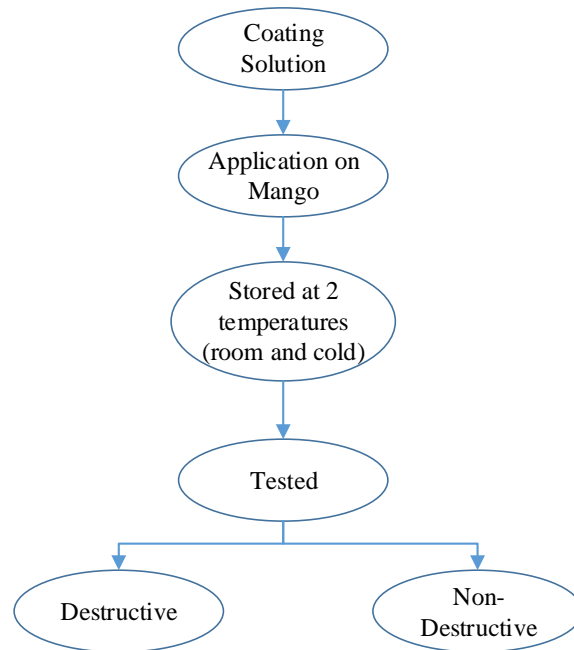 Coating
Solution
Application on
Mango
Stored at 2
temperatures
(room and cold)
Tested
Destructive
Non-
Destructive